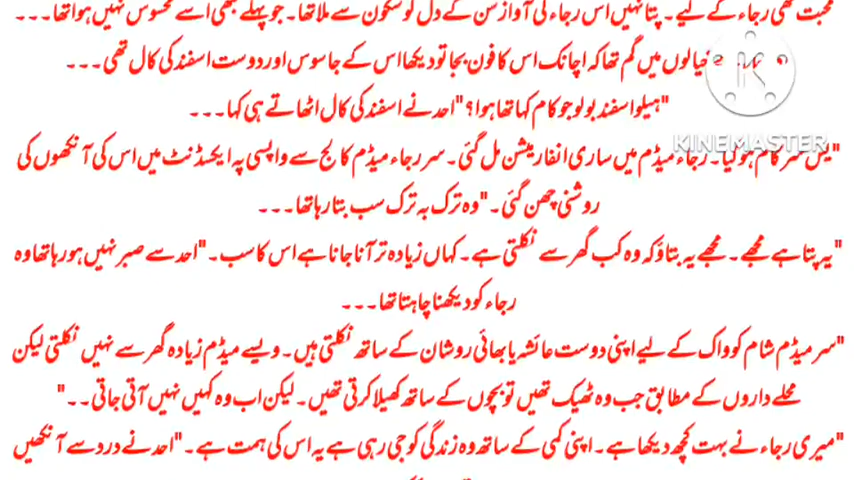 محبت تھی رجاء کے لیے۔ پتا نہیں اس رجاء کی آواز سن کے دل کو سکون سے ملا تھا۔ جو پہلے کبھی اسے محسوس نہیں ہوا تھا۔۔۔
خیالوں میں گم تھا کہ اچانک اس کا فون بجا تو دیکھا اس کے جاسوس اور دوست اسفند کی کال تھی۔۔۔
"ہیلو اسفند بولو جو کام کہا تھا ہوا؟" احد نے اسفند کی کال اٹھاتے ہی کہا۔۔۔
KINEMASTER
"یس سر کام ہو گیا۔ رجاء میڈم میں ساری انفارمیشن مل گئی۔ سر رجاء میڈم کالج سے واپسی پہ ایکسڈنٹ میں اس کی آنکھوں کی
روشنی چھن گئی۔" وہ ترک بہ ترک سب بتا رہا تھا۔۔۔
"یہ پتا ہے مجھے۔ مجھے یہ بتاؤ کہ وہ کب گھر سے نکلتی ہے۔ کہاں زیادہ تر آنا جانا ہے اس کا سب۔" احد سے صبر نہیں ہو رہا تھا وہ
رجاء کو دیکھنا چاہتا تھا۔۔۔
"سر میڈم شام کو واک کے لیے اپنی دوست عائشہ یا بھائی روشان کے ساتھ نکلتی ہیں۔ ویسے میڈم زیادہ گھر سے نہیں نکلتی لیکن
محلے داروں کے مطابق جب وہ ٹھیک تھیں تو بچوں کے ساتھ کھیلا کرتی تھیں۔ لیکن اب وہ کہیں نہیں آتی جاتی۔۔"
"میری رجاء نے بہت کچھ دیکھا ہے۔ اپنی کمی کے ساتھ وہ زندگی کو جی رہی ہے یہ اس کی ہمت ہے۔" احد نے درد سے آنکھیں